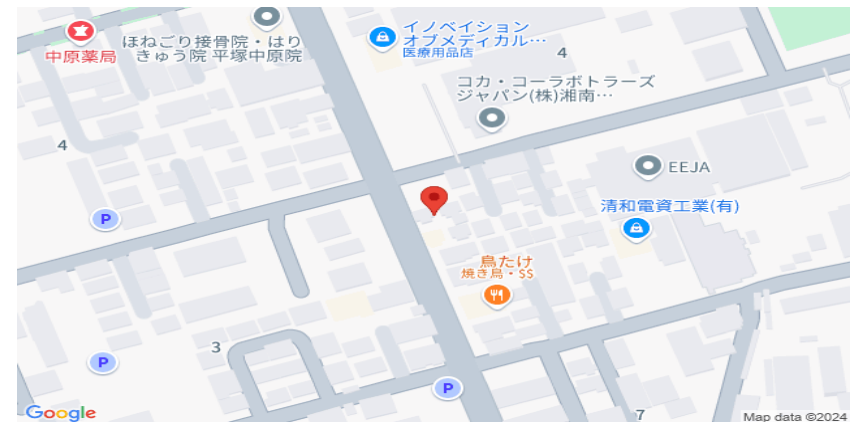 中原薬局
ほねごり接骨院・はり
きゅう院 平塚中原院
イノベイション
オブメディカル…
医療用品店
4
コカ・コーラボトラーズ
ジャパン(株)湘南…
4
EEJA
P
清和電資工業(有)
鳥たけ
焼き鳥・$$
3
P
P
7
Google
Map data ©2024